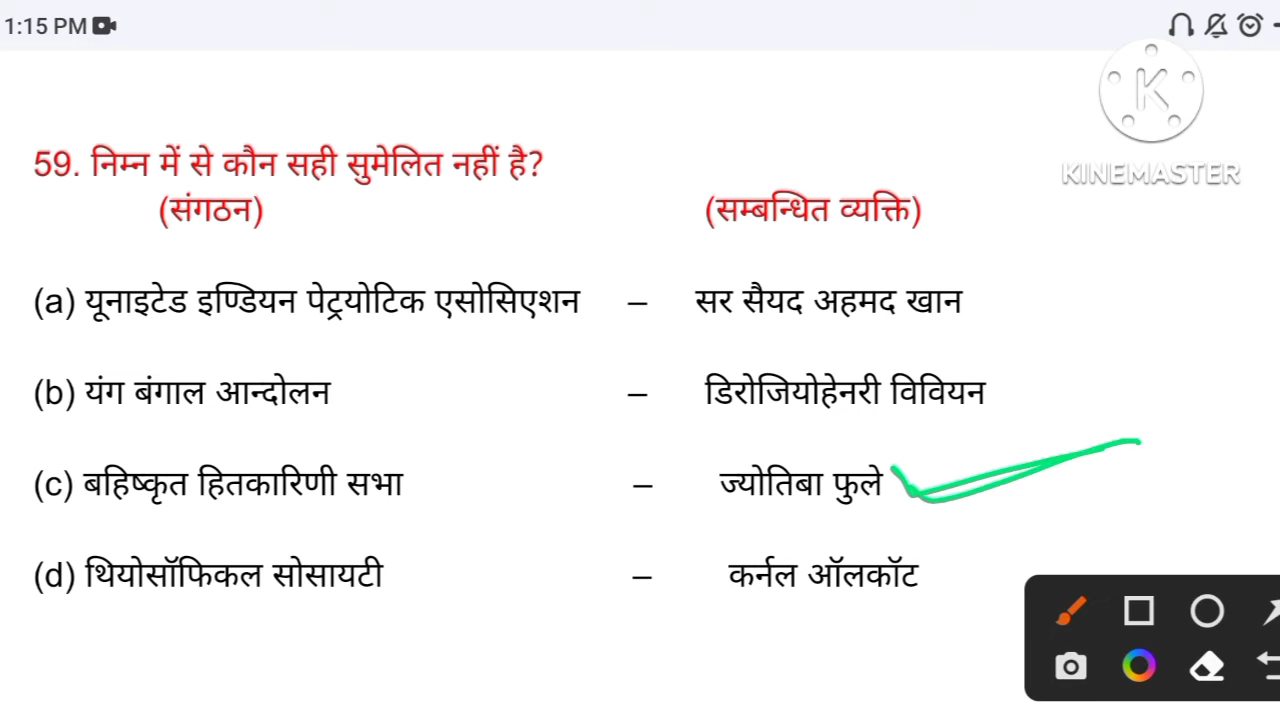 1:15 PM
KINEMASTER
59. निम्न में से कौन सही सुमेलित नहीं है?
(संगठन) (सम्बन्धित व्यक्ति)
(a) यूनाइटेड इण्डियन पेट्रयोटिक एसोसिएशन – सर सैयद अहमद खान
(b) यंग बंगाल आन्दोलन – डिरोजियोहेनरी विवियन
(c) बहिष्कृत हितकारिणी सभा – ज्योतिबा फुले
(d) थियोसॉफिकल सोसायटी – कर्नल ऑलकॉट